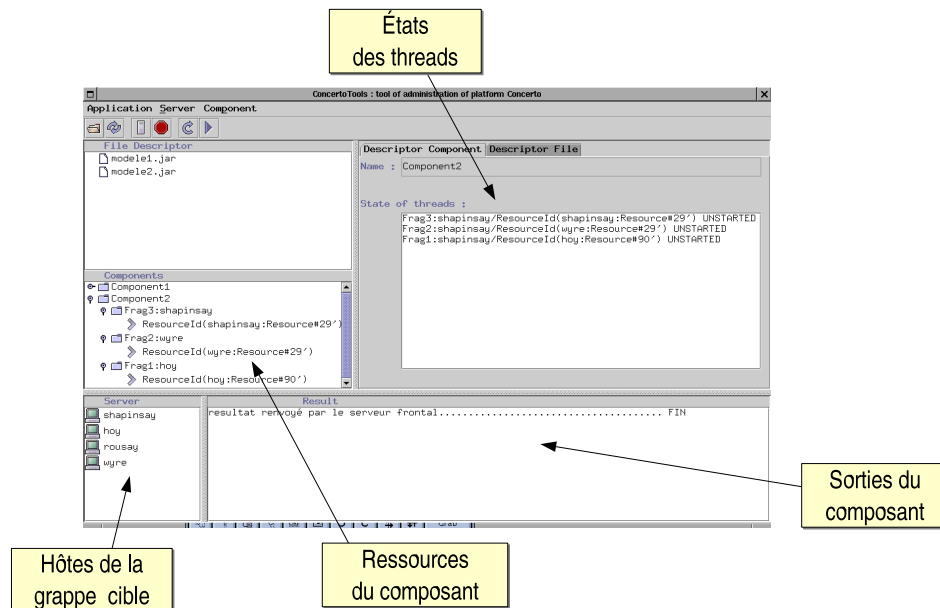 États
des threads
ConcertoTools : tool of administration of platform Concerto
Application Server Component
File Descriptor
modele1.jar
modele2.jar
Descriptor Component Descriptor File
Name : Component2
State of threads :
Frag3:shapinsay/ResourceId(shapinsay:Resource#29') UNSTARTED
Frag2:shapinsay/ResourceId(wyre:Resource#29') UNSTARTED
Frag1:shapinsay/ResourceId(hoy:Resource#90') UNSTARTED
Components
Component1
Component2
Frag3:shapinsay
ResourceId(shapinsay:Resource#29')
Frag2:wyre
ResourceId(wyre:Resource#29')
Frag1:hoy
ResourceId(hoy:Resource#90')
Server
shapinsay
hoy
rousay
wyre
Result
resultat renvoyé par le serveur frontal..................................... FIN
Sorties du
composant
Hôtes de la
grappe cible
Ressources
du composant